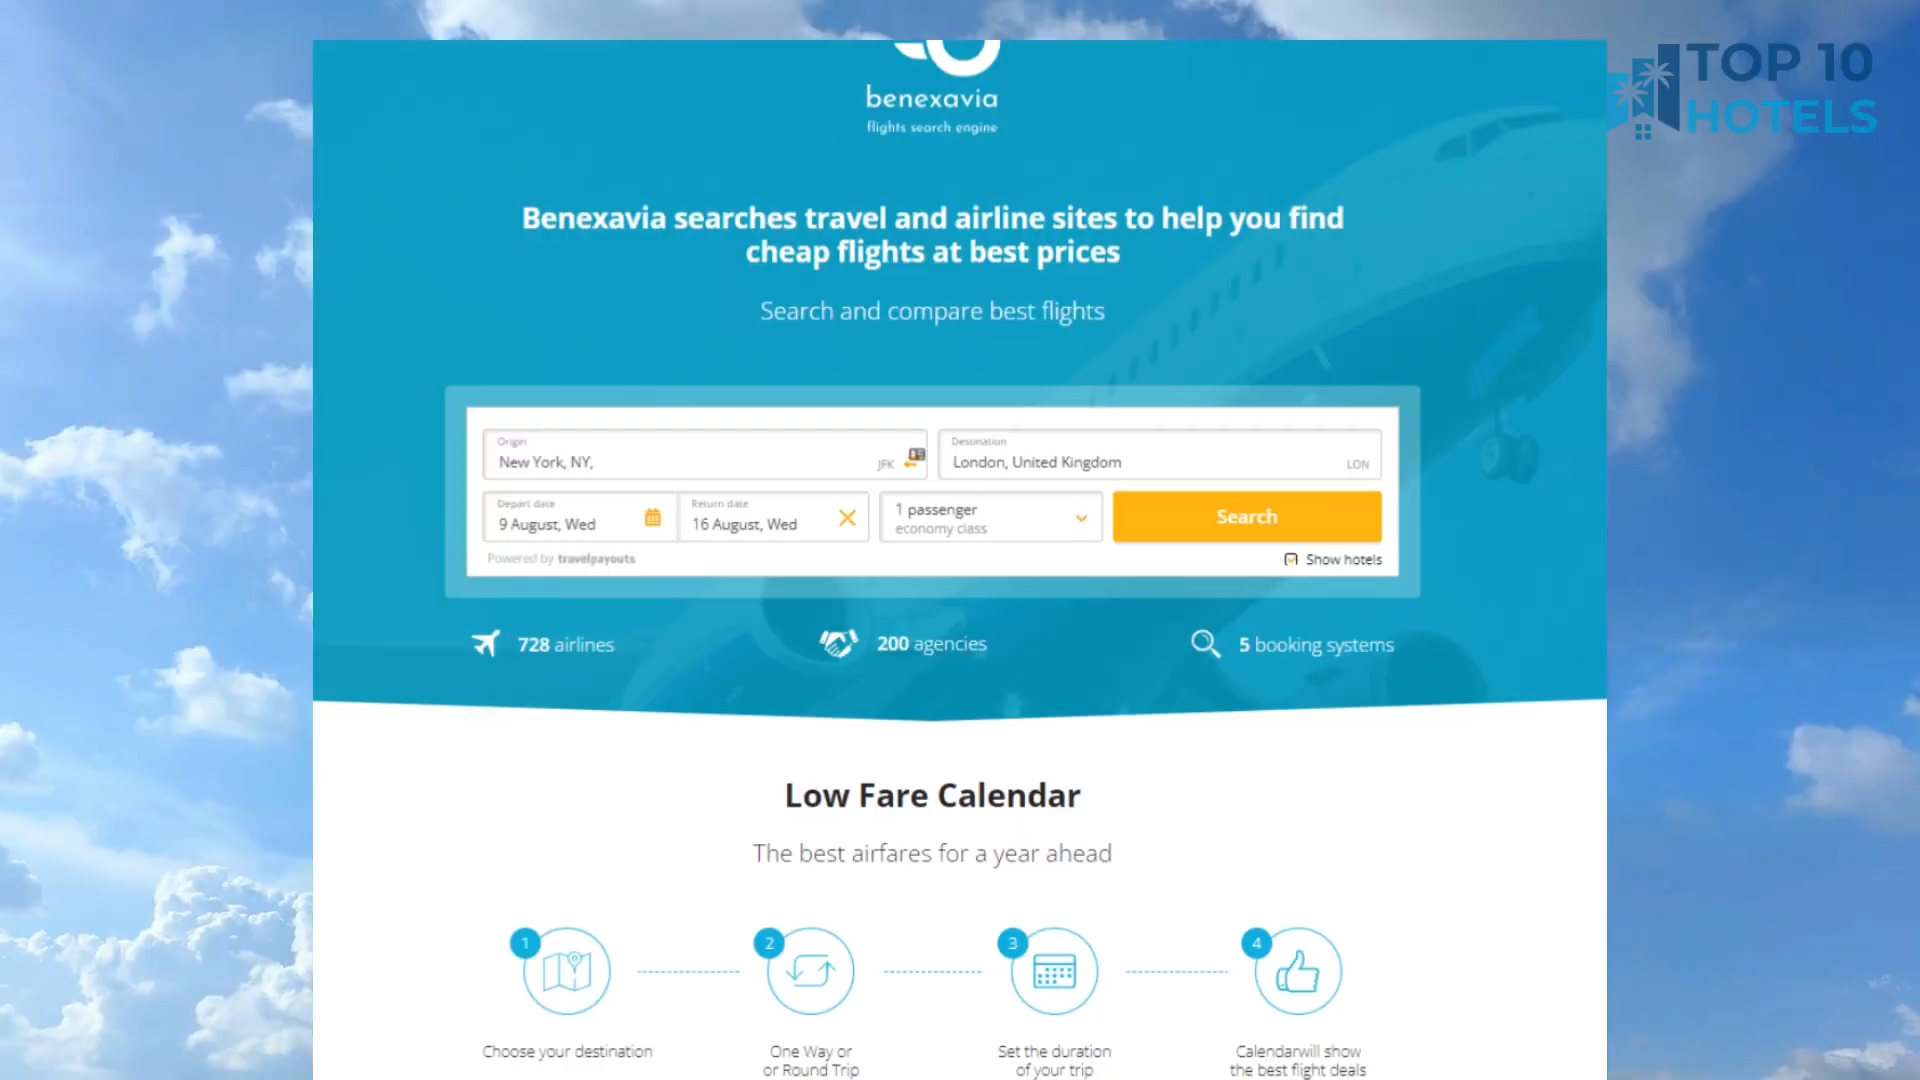 TOP 10
HOTELS
benexavia
flights search engine
Benexavia searches travel and airline sites to help you find
cheap flights at best prices
Search and compare best flights
Origin
New York, NY,
JFK
Destination
London, United Kingdom
LON
Depart date
9 August, Wed
Return date
16 August, Wed
1 passenger
economy class
Search
Powered by travelpayouts
Show hotels
728 airlines
200 agencies
5 booking systems
Low Fare Calendar
The best airfares for a year ahead
1
2
3
4
Choose your destination
One Way or
or Round Trip
Set the duration
of your trip
Calendarwill show
the best flight deals